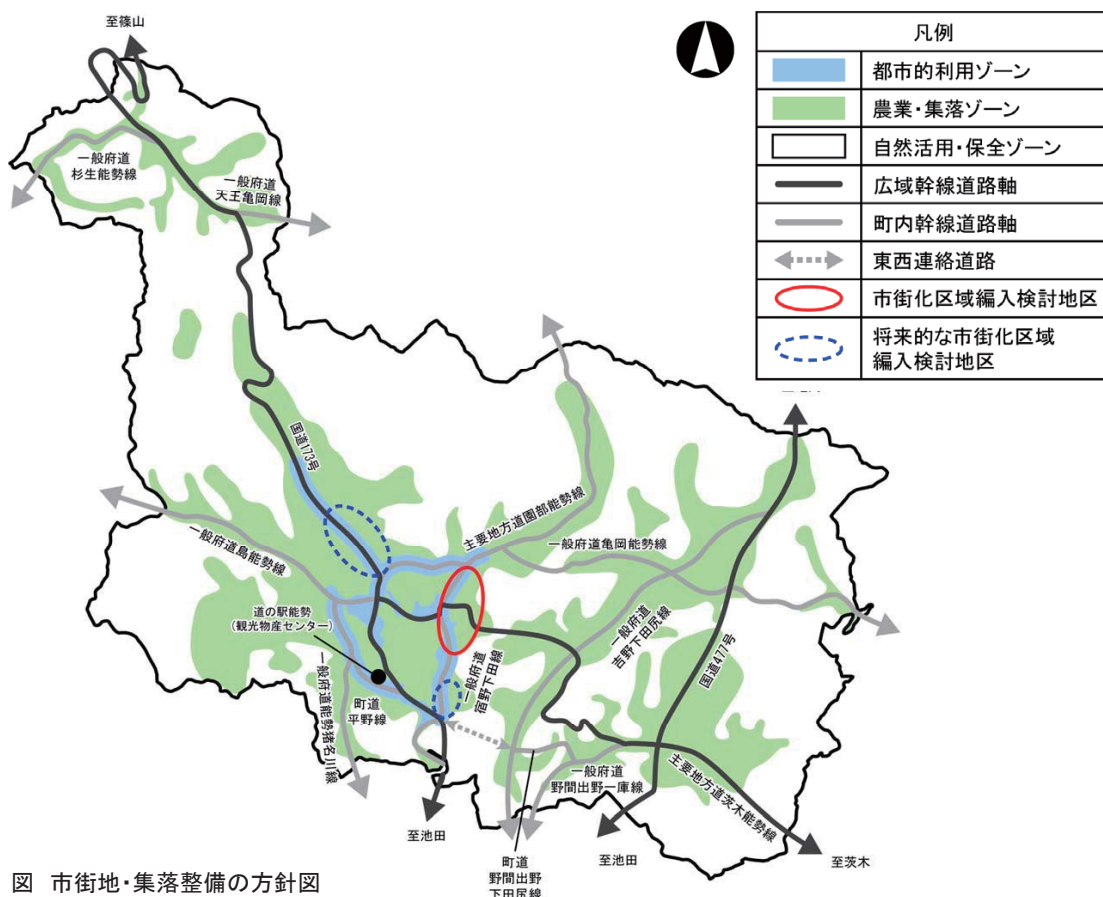 至篠山
凡例
都市的利用ゾーン
農業・集落ゾーン
自然活用・保全ゾーン
広域幹線道路軸
町内幹線道路軸
東西連絡道路
市街化区域編入検討地区
将来的な市街化区域
編入検討地区
一般府道
杉生能勢線
一般府道
天王亀岡線
国道173号
主要地方道園部能勢線
一般府道亀岡能勢線
一般府道島能勢線
道の駅能勢
(観光物産センター)
一般府道
吉野下田尻線
国道477号
一般府道
宿野下田線
町道
平野線
一般府道能勢猪名川線
一般府道
野間出野一庫線
主要地方道茨木能勢線
至池田
至池田
至茨木
町道
野間出野
下田尻線
図 市街地・集落整備の方針図